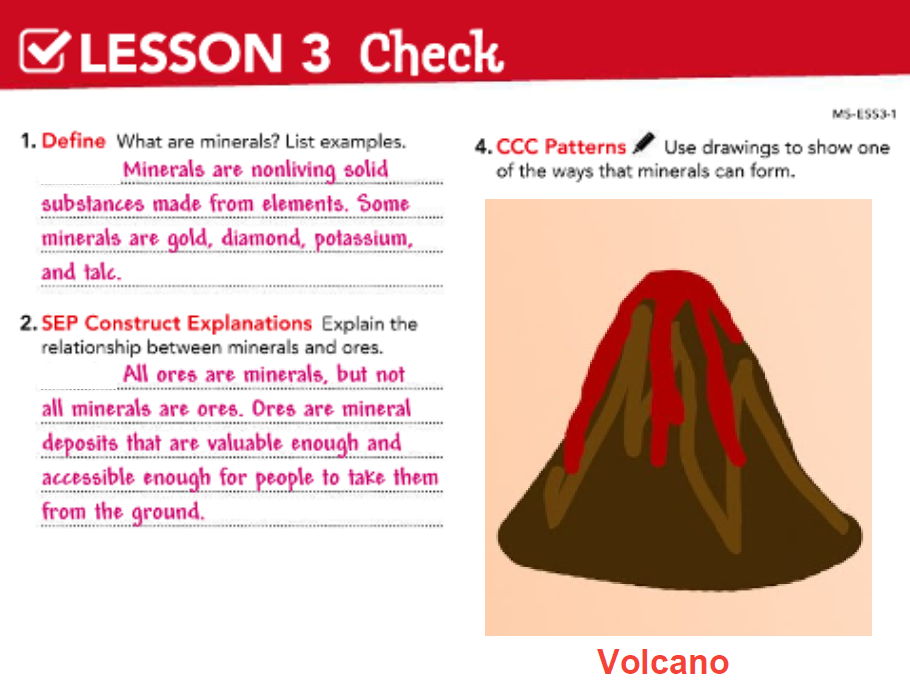 LESSON 3 Check
MS-ESS3-1
1. Define What are minerals? List examples.
Minerals are nonliving solid
substances made from elements. Some
minerals are gold, diamond, potassium,
and talc.
2. SEP Construct Explanations Explain the
relationship between minerals and ores.
All ores are minerals, but not
all minerals are ores. Ores are mineral
deposits that are valuable enough and
accessible enough for people to take them
from the ground.
4. CCC Patterns Use drawings to show one
of the ways that minerals can form.
Volcano